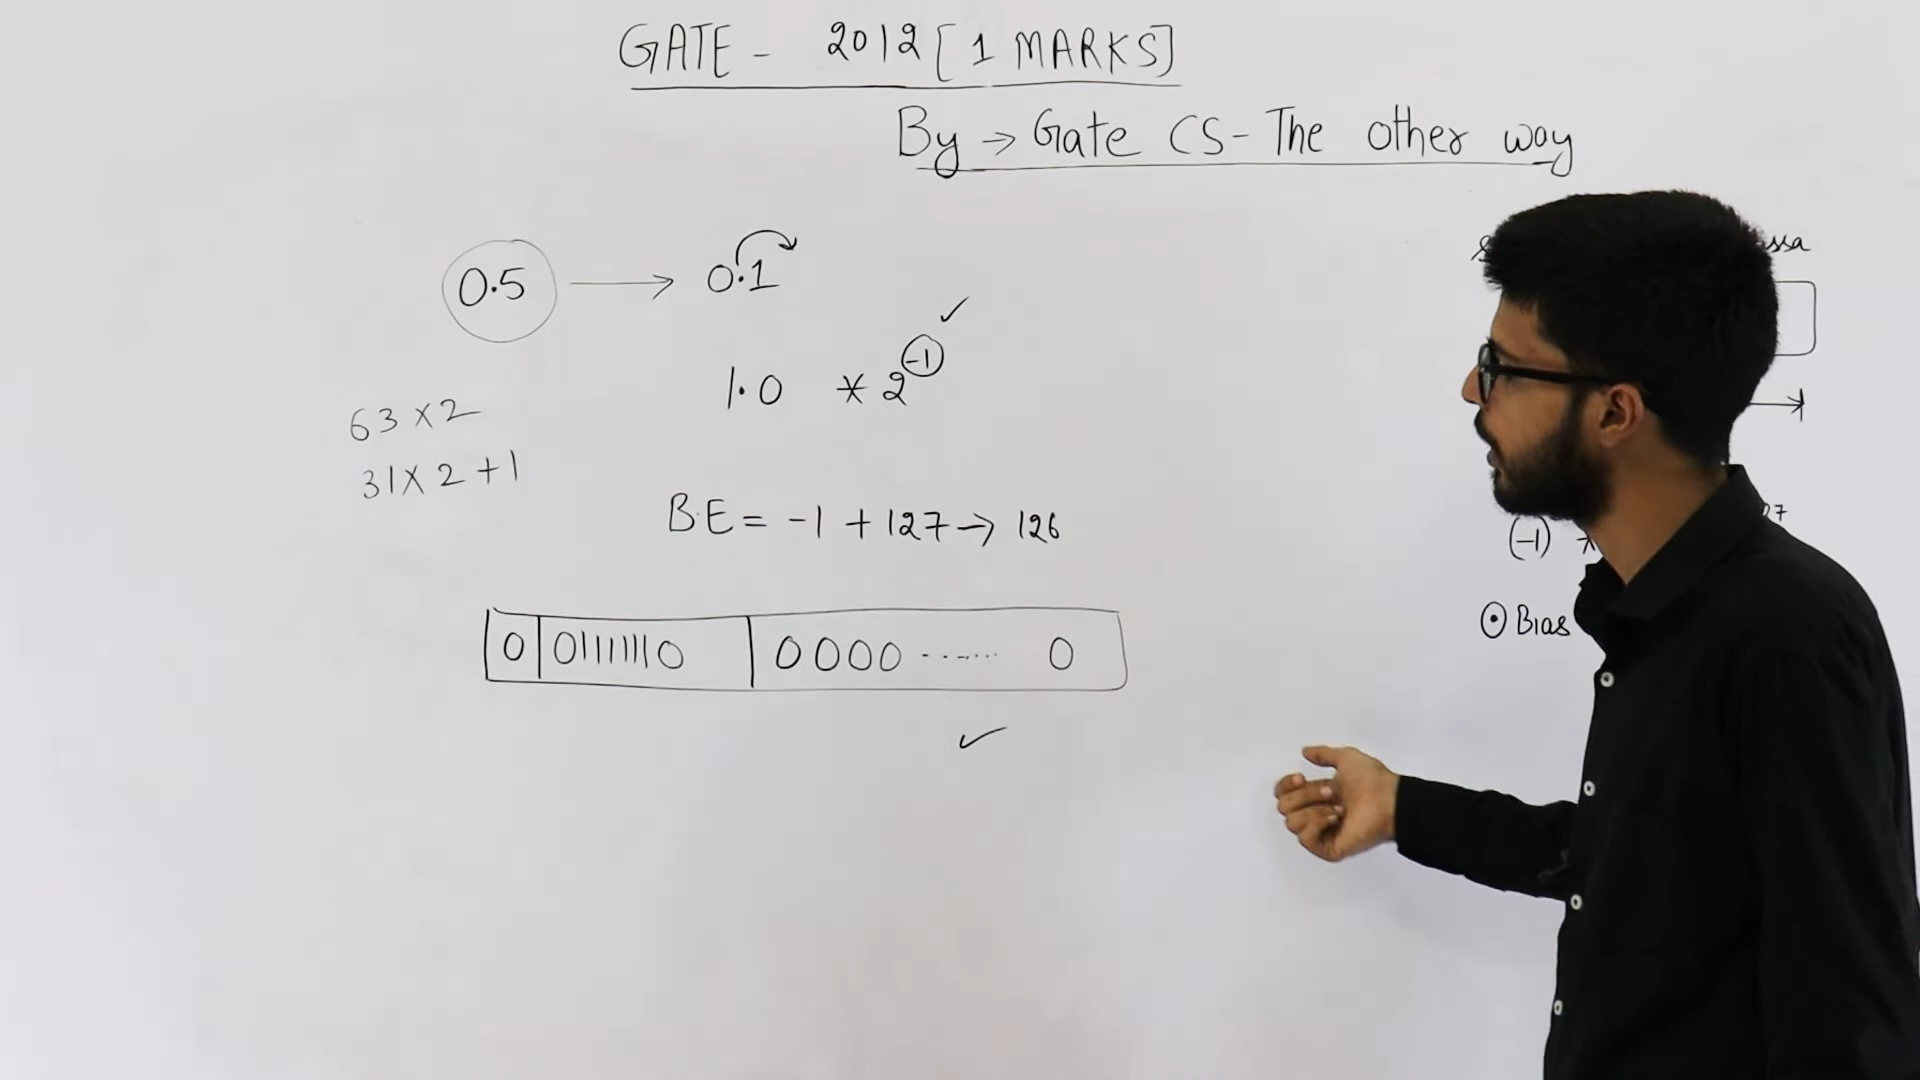 GATE - 2012 [1 MARKS]
By → Gate CS - The other way
0.5 → 0.1
1.0 * 2^-1 ✓
63 x 2
31 x 2 + 1
B.E = -1 + 127 → 126
0 01111110 0000 ...... 0
✓
(-1) *
⊙ Bias